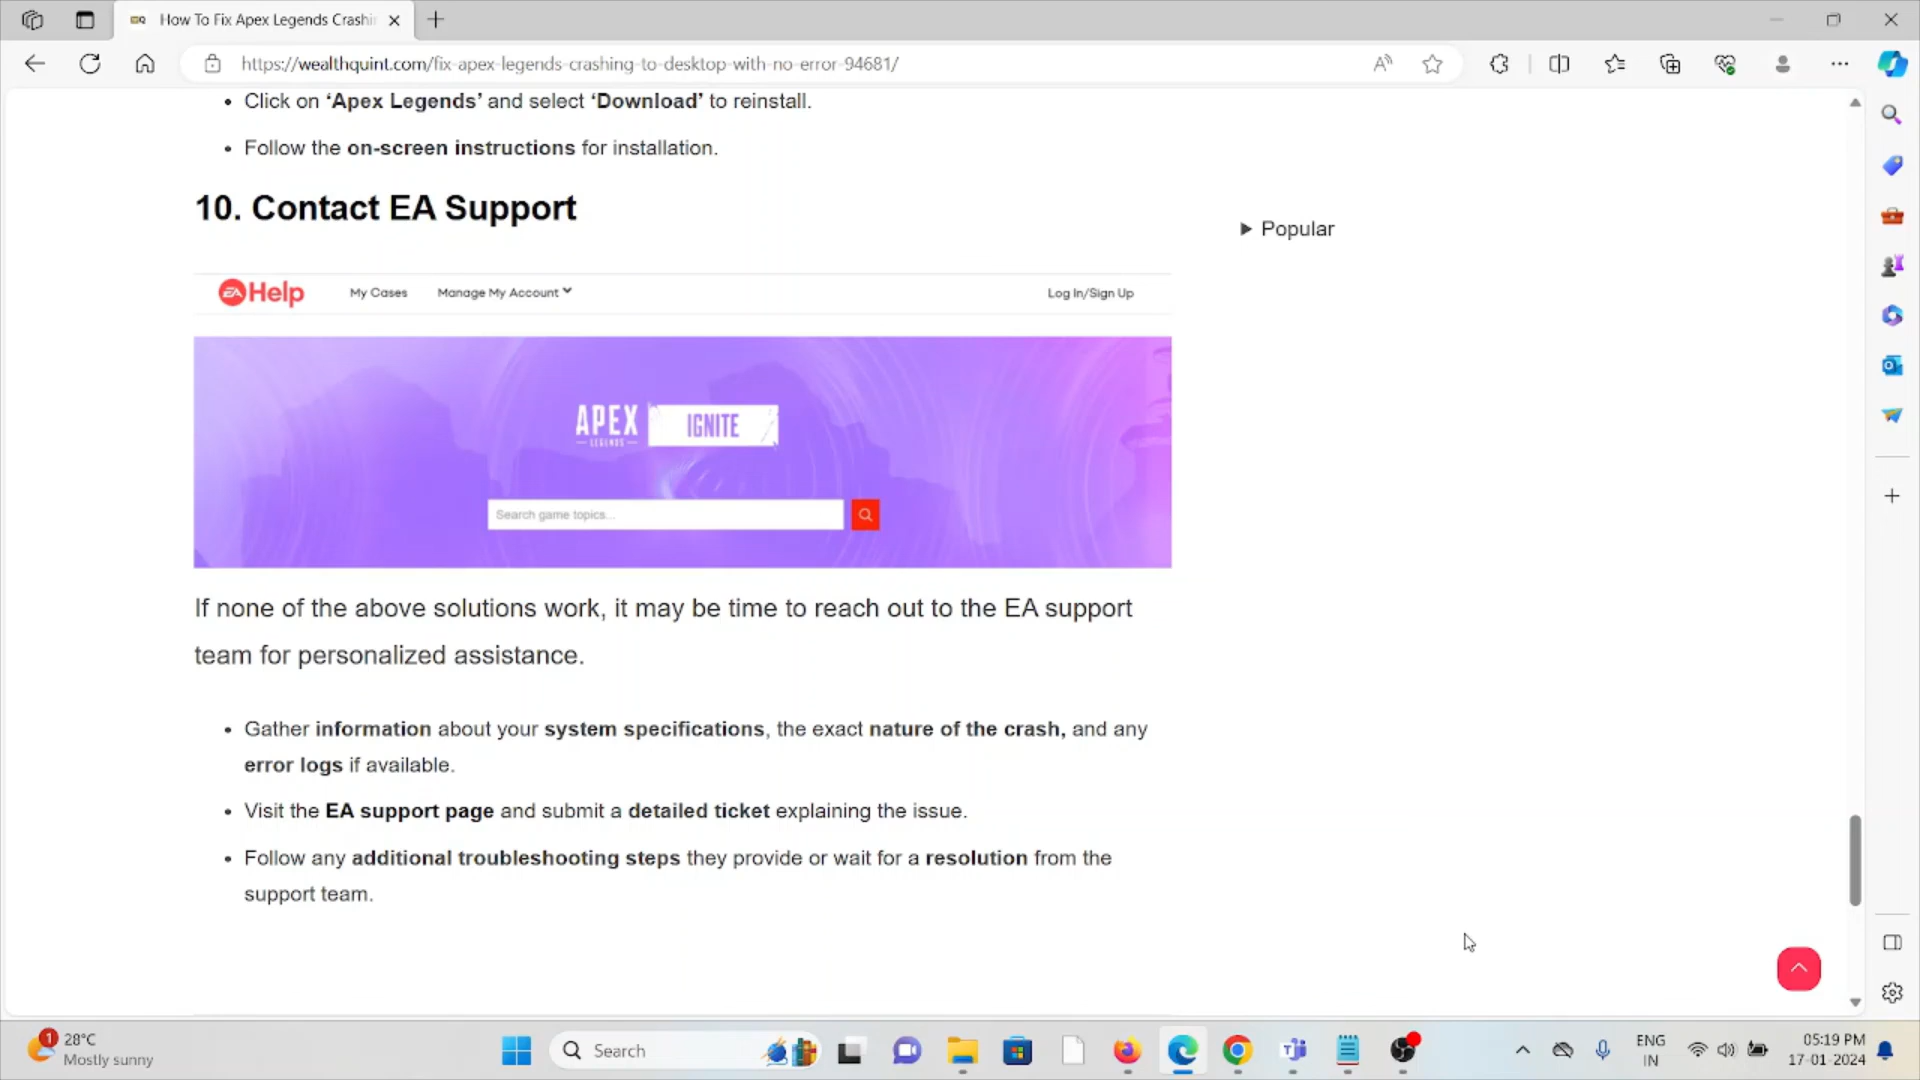 How To Fix Apex Legends Crashi
https://wealthquint.com/fix-apex-legends-crashing-to-desktop-with-no-error-94681/
• Click on ‘Apex Legends’ and select ‘Download’ to reinstall.
• Follow the on-screen instructions for installation.
10. Contact EA Support
Popular
EA Help My Cases Manage My Account Log In/Sign Up
APEX LEGENDS IGNITE
Search game topics...
If none of the above solutions work, it may be time to reach out to the EA support
team for personalized assistance.
• Gather information about your system specifications, the exact nature of the crash, and any
error logs if available.
• Visit the EA support page and submit a detailed ticket explaining the issue.
• Follow any additional troubleshooting steps they provide or wait for a resolution from the
support team.
1 28°C
Mostly sunny
Search
ENG
IN
05:19 PM
17-01-2024